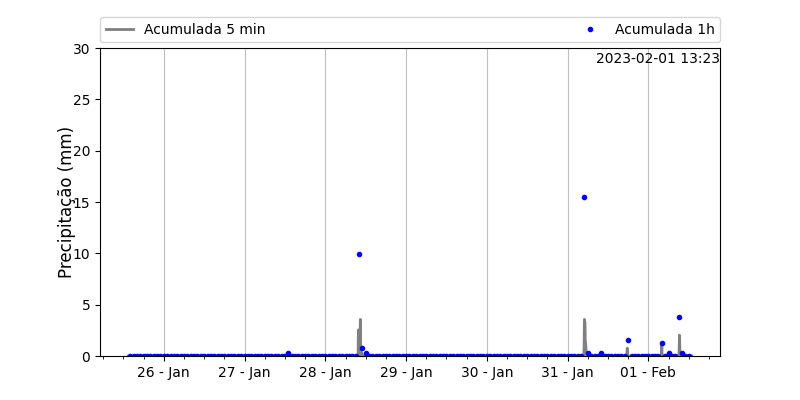 Acumulada 5 min
Acumulada 1h
2023-02-01 13:23
Precipitação (mm)
30
25
20
15
10
5
0
26 - Jan
27 - Jan
28 - Jan
29 - Jan
30 - Jan
31 - Jan
01 - Feb